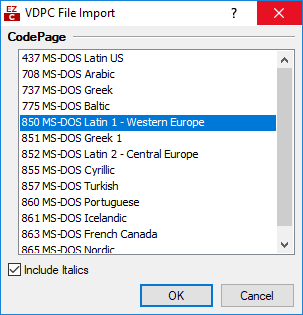 EZ
C
VDPC File Import
?
CodePage
437 MS-DOS Latin US
708 MS-DOS Arabic
737 MS-DOS Greek
775 MS-DOS Baltic
850 MS-DOS Latin 1 - Western Europe
851 MS-DOS Greek 1
852 MS-DOS Latin 2 - Central Europe
855 MS-DOS Cyrillic
857 MS-DOS Turkish
860 MS-DOS Portuguese
861 MS-DOS Icelandic
863 MS-DOS French Canada
865 MS-DOS Nordic
Include Italics
OK
Cancel